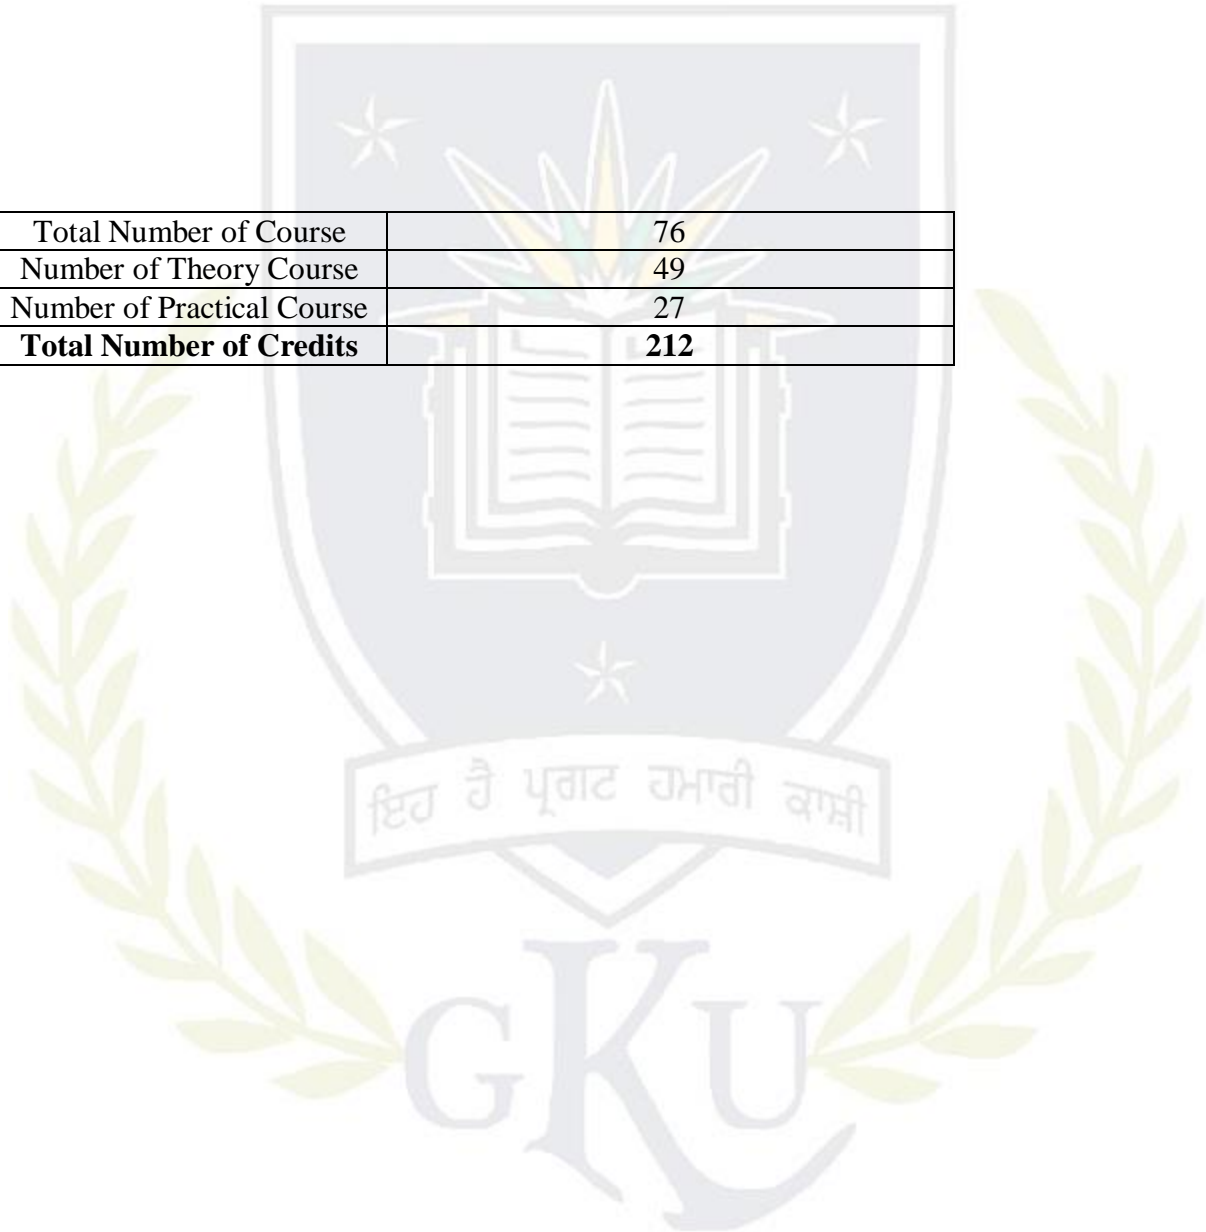 Total Number of Course 76
Number of Theory Course 49
Number of Practical Course 27
Total Number of Credits 212
ਇਹ ਹੈ ਪ੍ਰਗਟ ਹਮਾਰੀ ਕਾਸ਼ੀ
GKU